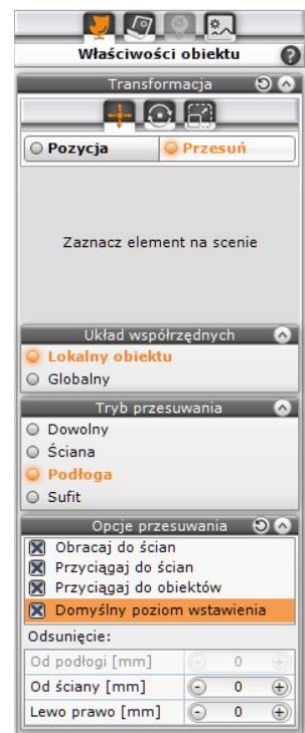 Właściwości obiektu
Transformacja
Pozycja Przesuń
Zaznacz element na scenie
Układ współrzędnych
Lokalny obiektu
Globalny
Tryb przesuwania
Dowolny
Ściana
Podłoga
Sufit
Opcje przesuwania
Obracaj do ścian
Przyciągaj do ścian
Przyciągaj do obiektów
Domyślny poziom wstawienia
Odsunięcie:
Od podłogi [mm] 0
Od ściany [mm] 0
Lewo prawo [mm] 0